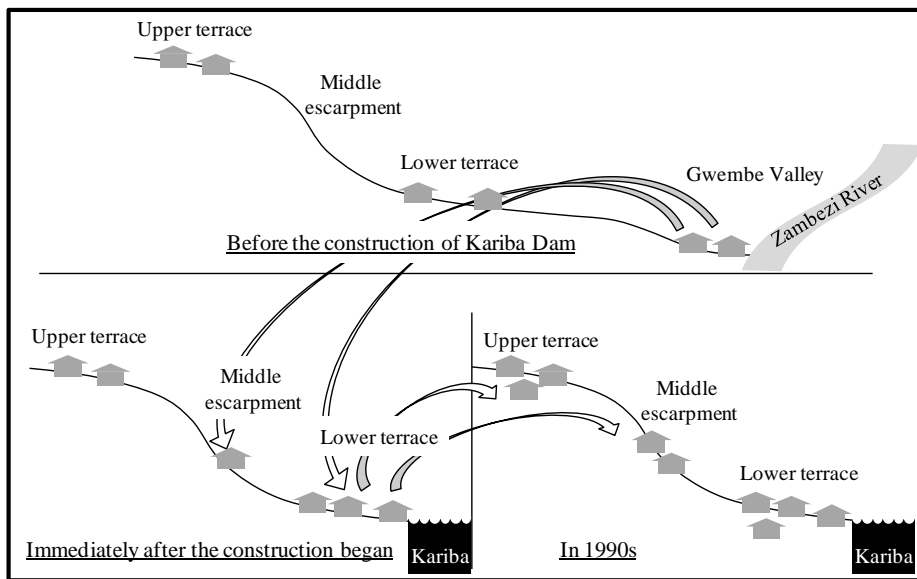 Upper terrace
Middle
escarpment
Lower terrace
Gwembe Valley
Zambezi River
Before the construction of Kariba Dam
Upper terrace
Middle
escarpment
Lower terrace
Kariba
Immediately after the construction began
Upper terrace
Middle
escarpment
Lower terrace
Kariba
In 1990s